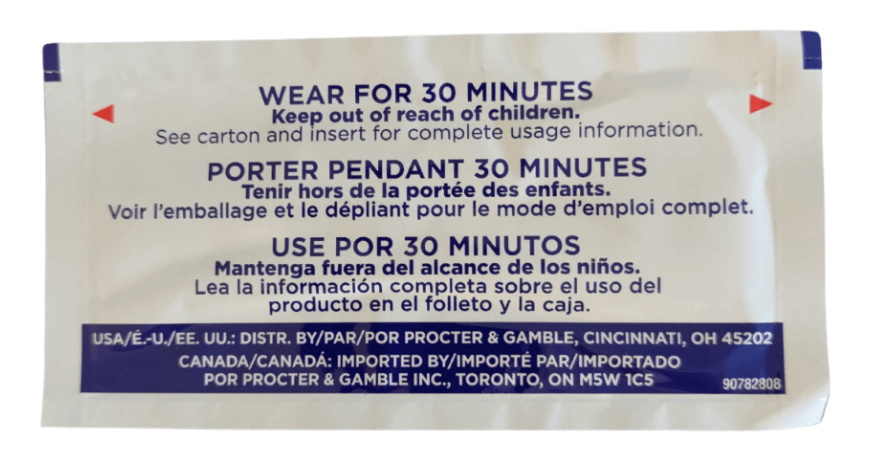 WEAR FOR 30 MINUTES
Keep out of reach of children.
See carton and insert for complete usage information.
PORTER PENDANT 30 MINUTES
Tenir hors de la portée des enfants.
Voir l'emballage et le dépliant pour le mode d'emploi complet.
USE POR 30 MINUTOS
Mantenga fuera del alcance de los niños.
Lea la información completa sobre el uso del
producto en el folleto y la caja.
USA/É.-U./EE. UU.: DISTR. BY/PAR/POR PROCTER & GAMBLE, CINCINNATI, OH 45202
CANADA/CANADÁ: IMPORTED BY/IMPORTÉ PAR/IMPORTADO
POR PROCTER & GAMBLE INC., TORONTO, ON M5W 1C5
90782808